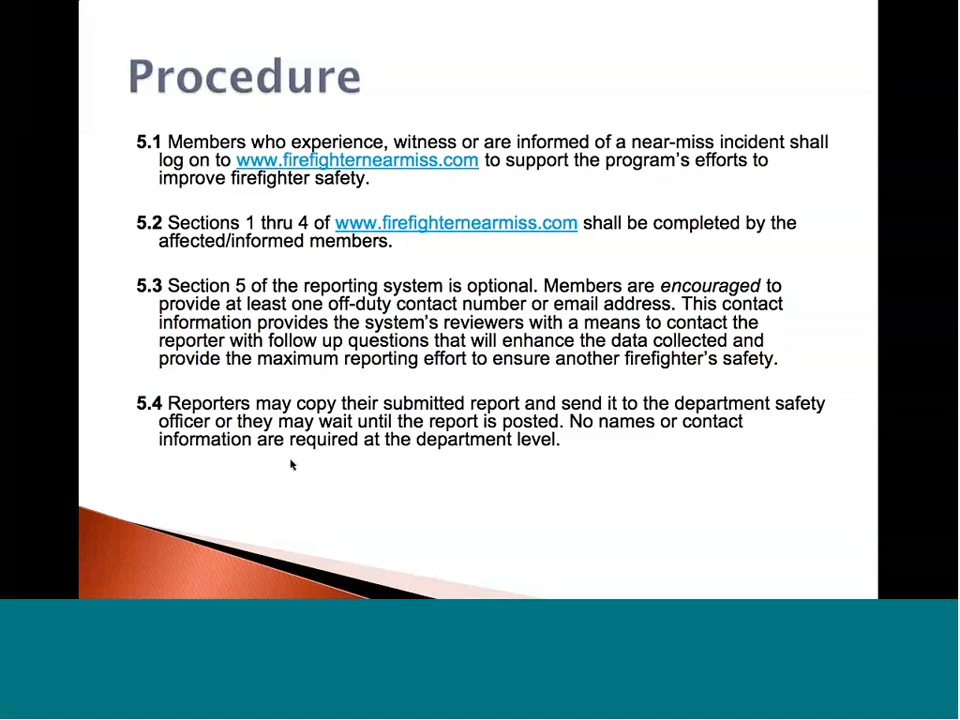 Procedure
5.1 Members who experience, witness or are informed of a near-miss incident shall
log on to www.firefighternearmiss.com to support the program's efforts to
improve firefighter safety.
5.2 Sections 1 thru 4 of www.firefighternearmiss.com shall be completed by the
affected/informed members.
5.3 Section 5 of the reporting system is optional. Members are encouraged to
provide at least one off-duty contact number or email address. This contact
information provides the system's reviewers with a means to contact the
reporter with follow up questions that will enhance the data collected and
provide the maximum reporting effort to ensure another firefighter's safety.
5.4 Reporters may copy their submitted report and send it to the department safety
officer or they may wait until the report is posted. No names or contact
information are required at the department level.